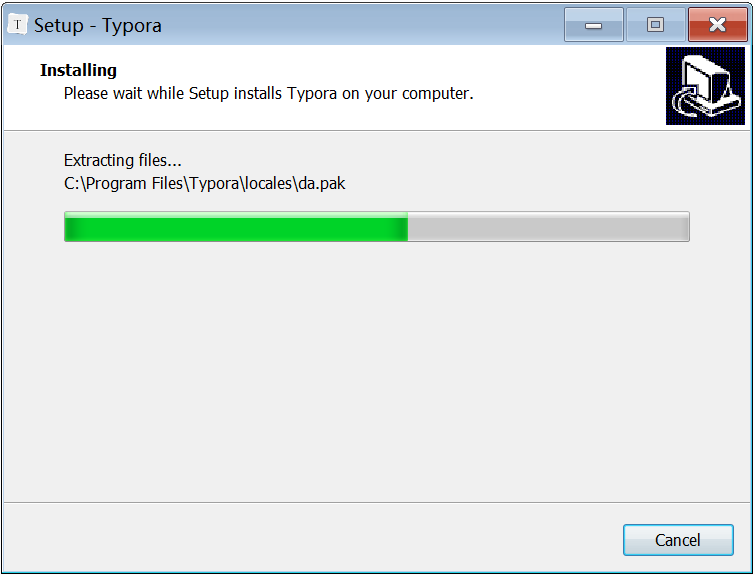 T Setup - Typora
Installing
Please wait while Setup installs Typora on your computer.
Extracting files...
C:\Program Files\Typora\locales\da.pak
Cancel